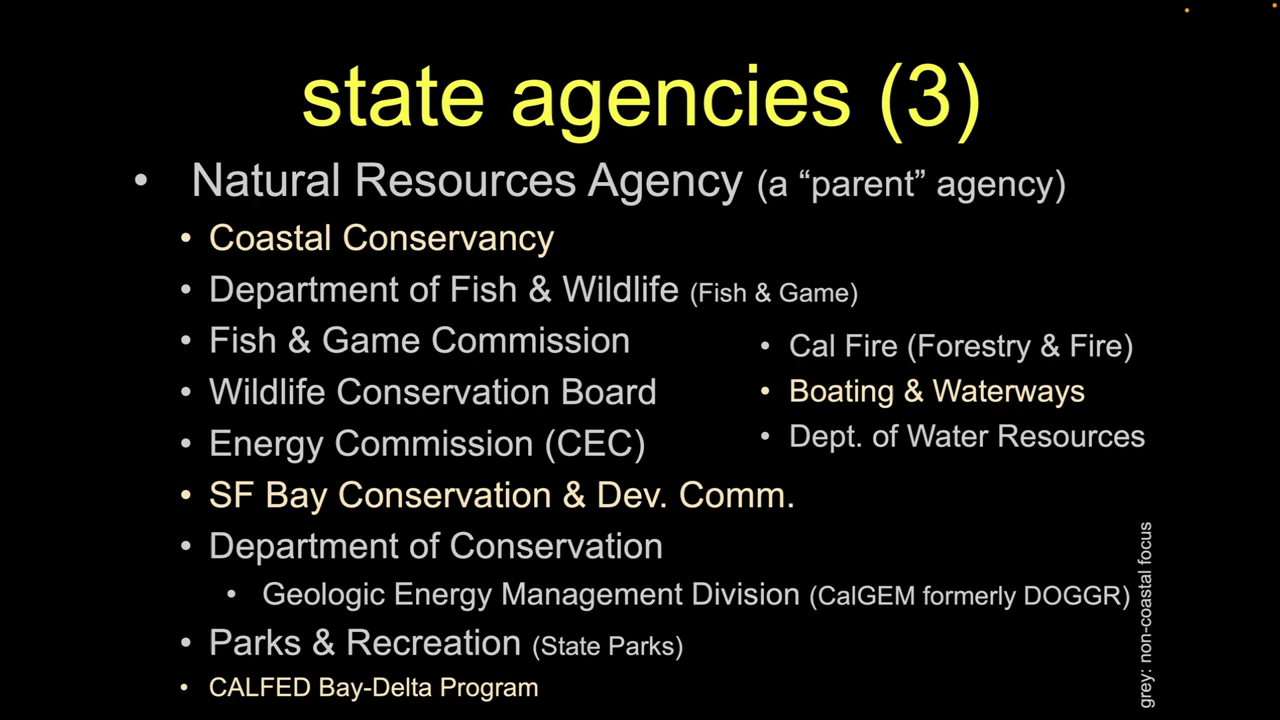 state agencies (3)
• Natural Resources Agency (a “parent” agency)
• Coastal Conservancy
• Department of Fish & Wildlife (Fish & Game)
• Fish & Game Commission
• Wildlife Conservation Board
• Energy Commission (CEC)
• SF Bay Conservation & Dev. Comm.
• Department of Conservation
• Geologic Energy Management Division (CalGEM formerly DOGGR)
• Parks & Recreation (State Parks)
• CALFED Bay-Delta Program
• Cal Fire (Forestry & Fire)
• Boating & Waterways
• Dept. of Water Resources
grey: non-coastal focus